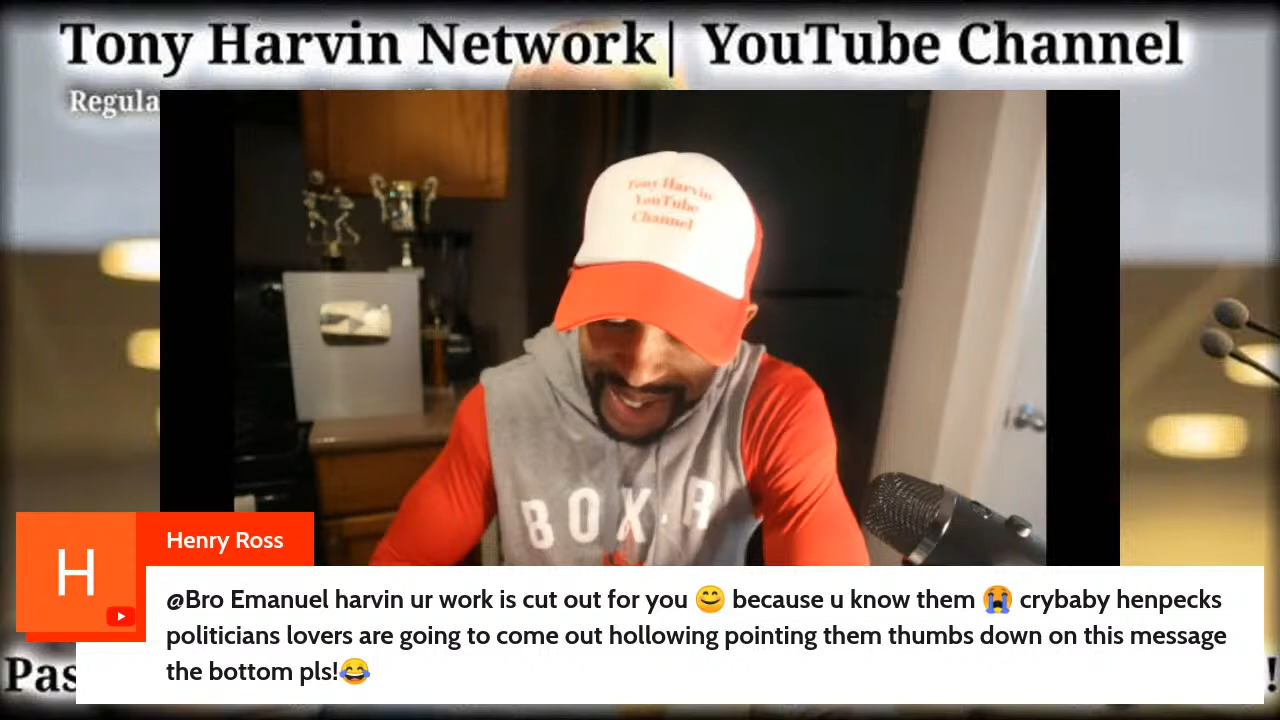 Tony Harvin Network| YouTube Channel
Regula
Tony Harvin
YouTube
Channel
BOXER
H
Henry Ross
@Bro Emanuel harvin ur work is cut out for you 😊 because u know them 😭 crybaby henpecks
politicians lovers are going to come out hollowing pointing them thumbs down on this message
the bottom pls!😂
Pas
!